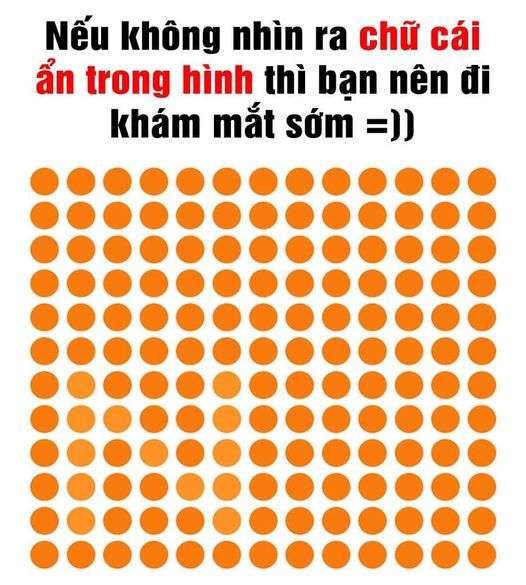 Nếu không nhìn ra chữ cái
ẩn trong hình thì bạn nên đi
khám mắt sớm =))
N